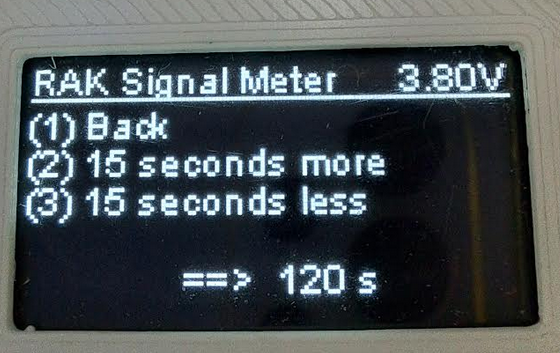 RAK Signal Meter 3.80V
(1) Back
(2) 15 seconds more
(3) 15 seconds less
==> 120 s